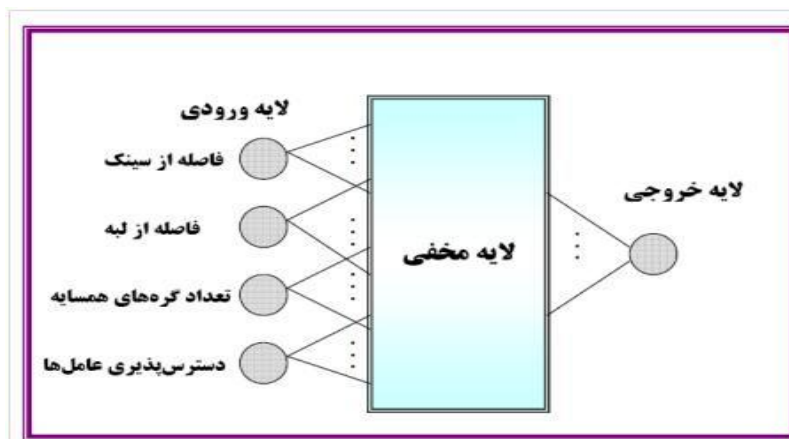 لایه ورودی
فاصله از سینک
فاصله از لبه
تعداد گره‌های همسایه
دسترس‌پذیری عامل‌ها
لایه مخفی
لایه خروجی